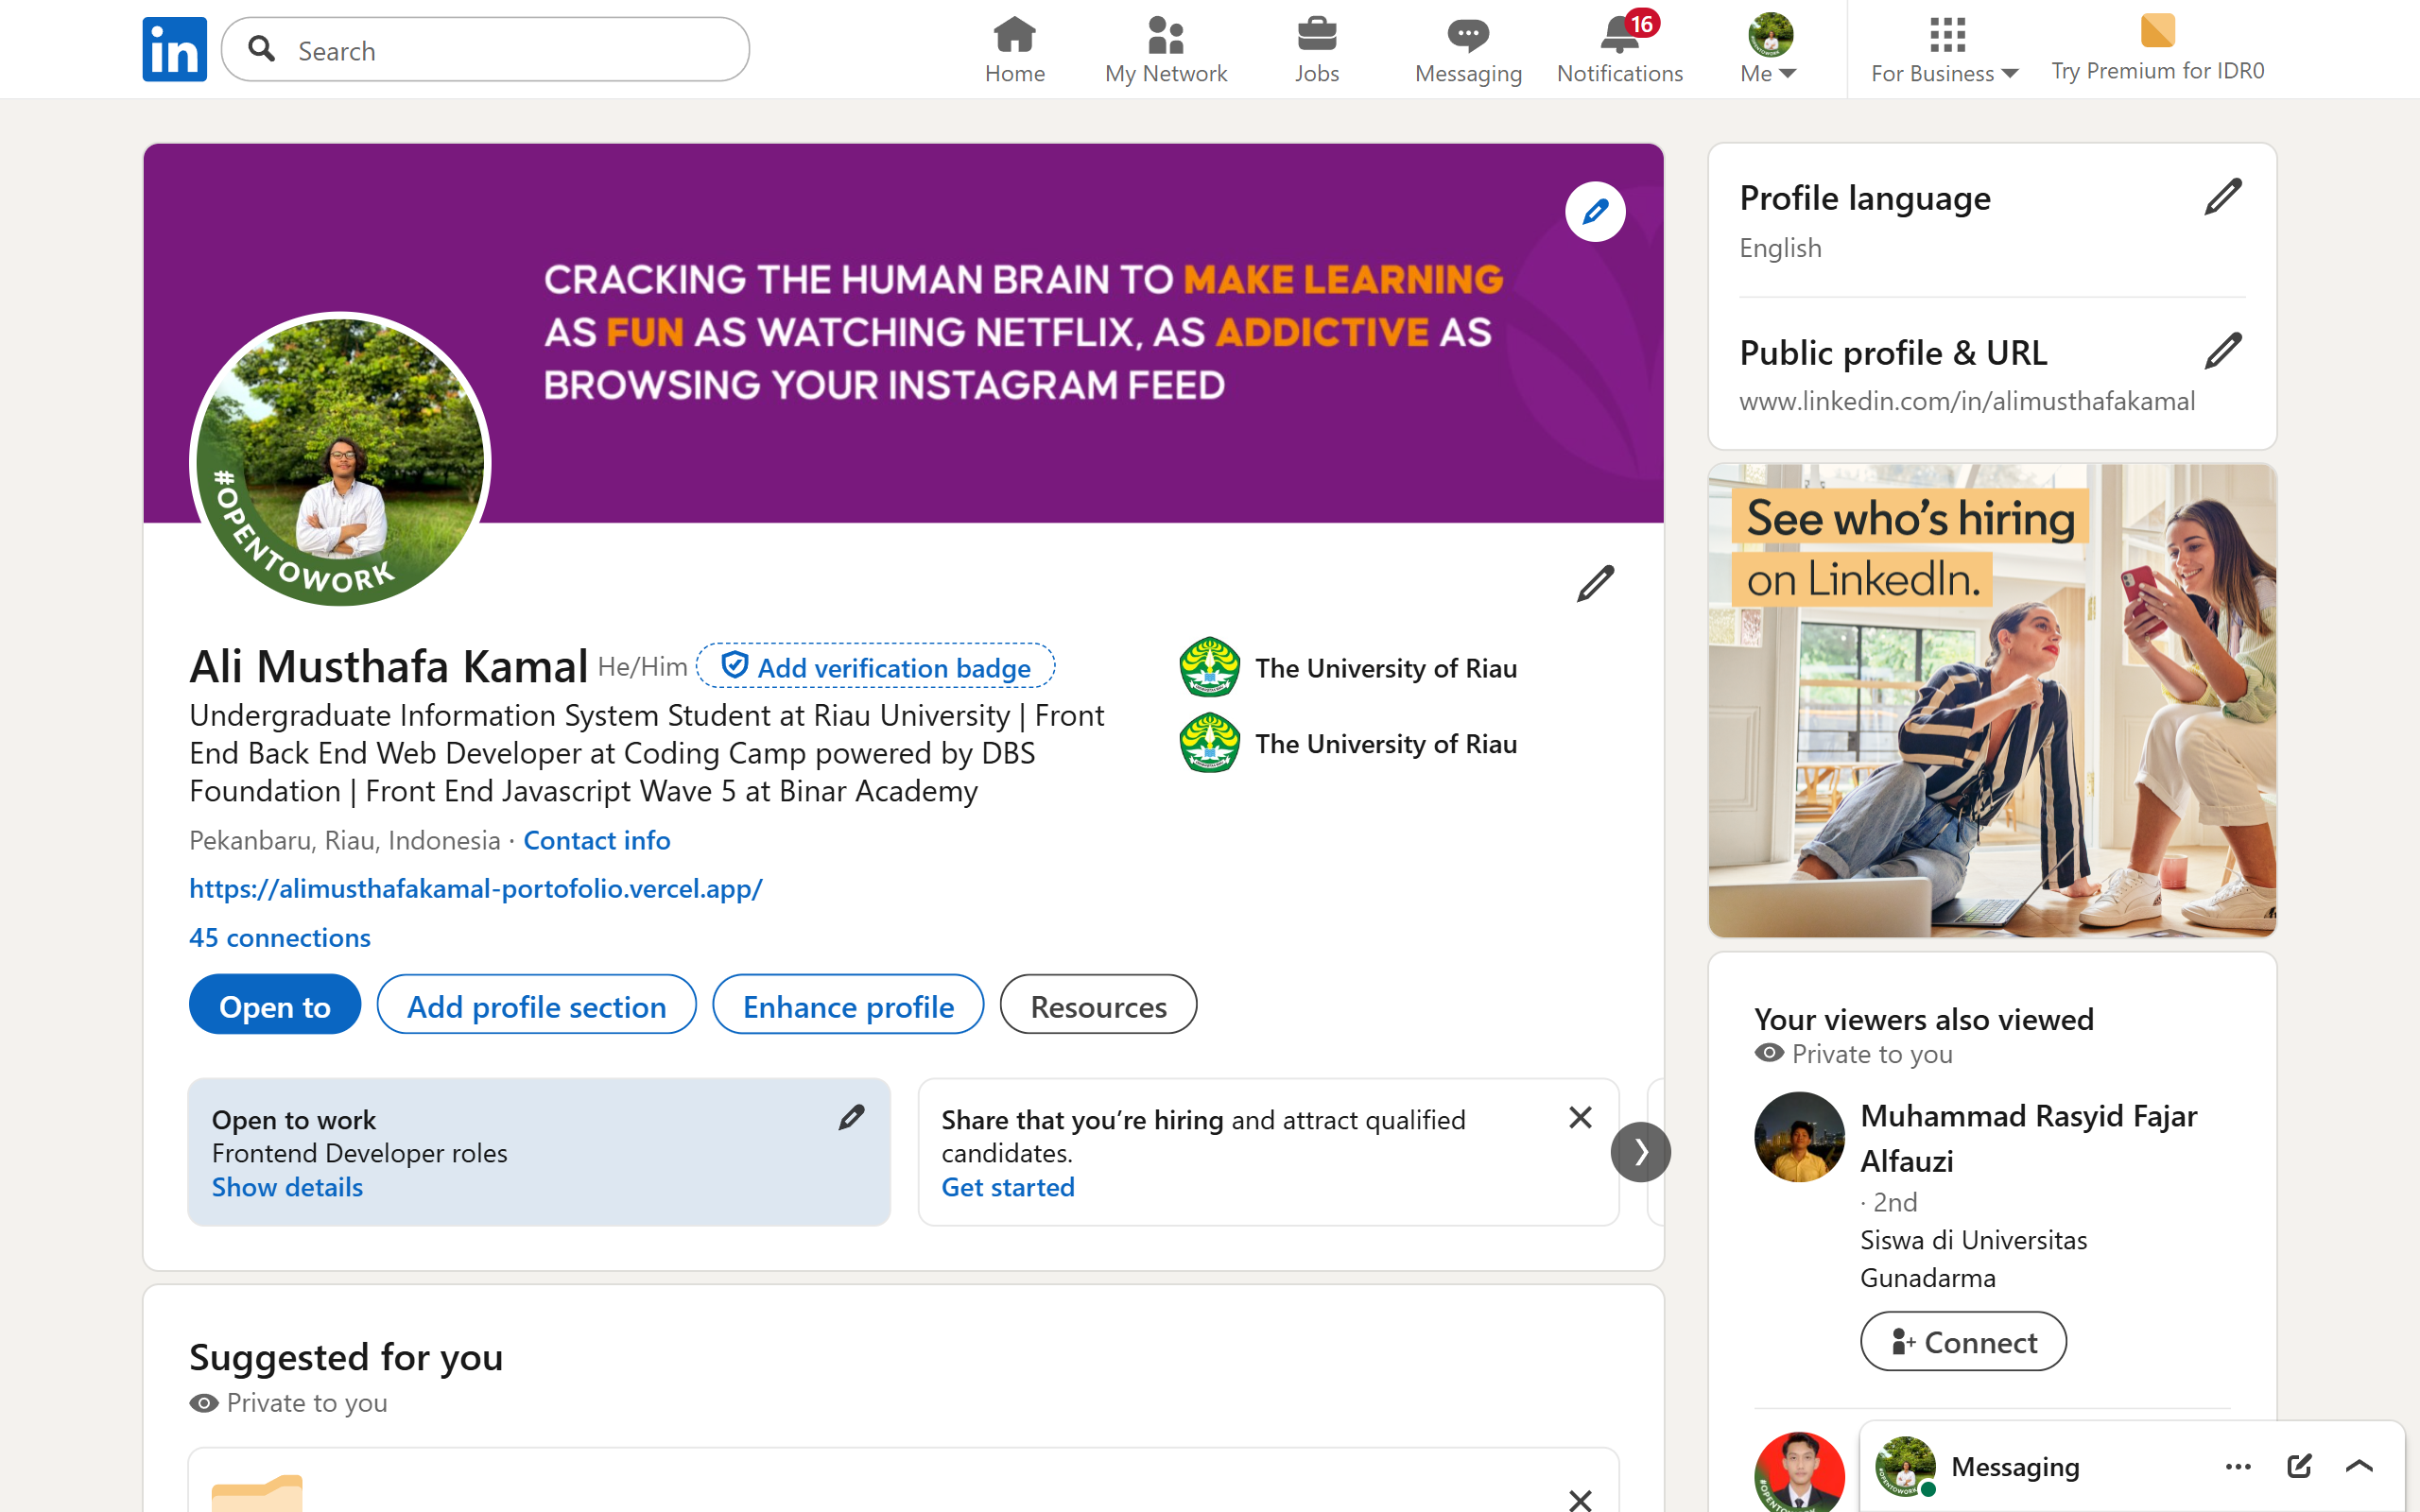 in
Search
Home
My Network
Jobs
Messaging
16
Notifications
Me
For Business
Try Premium for IDR0
CRACKING THE HUMAN BRAIN TO MAKE LEARNING
AS FUN AS WATCHING NETFLIX, AS ADDICTIVE AS
BROWSING YOUR INSTAGRAM FEED
#OPENTOWORK
Ali Musthafa Kamal He/Him Add verification badge
Undergraduate Information System Student at Riau University | Front
End Back End Web Developer at Coding Camp powered by DBS
Foundation | Front End Javascript Wave 5 at Binar Academy
Pekanbaru, Riau, Indonesia · Contact info
https://alimusthafakamal-portofolio.vercel.app/
45 connections
The University of Riau
The University of Riau
Open to
Add profile section
Enhance profile
Resources
Open to work
Frontend Developer roles
Show details
Share that you’re hiring and attract qualified
candidates.
Get started
Suggested for you
Private to you
Profile language
English
Public profile & URL
www.linkedin.com/in/alimusthafakamal
See who’s hiring
on LinkedIn.
Your viewers also viewed
Private to you
Muhammad Rasyid Fajar
Alfauzi
· 2nd
Siswa di Universitas
Gunadarma
Connect
Messaging